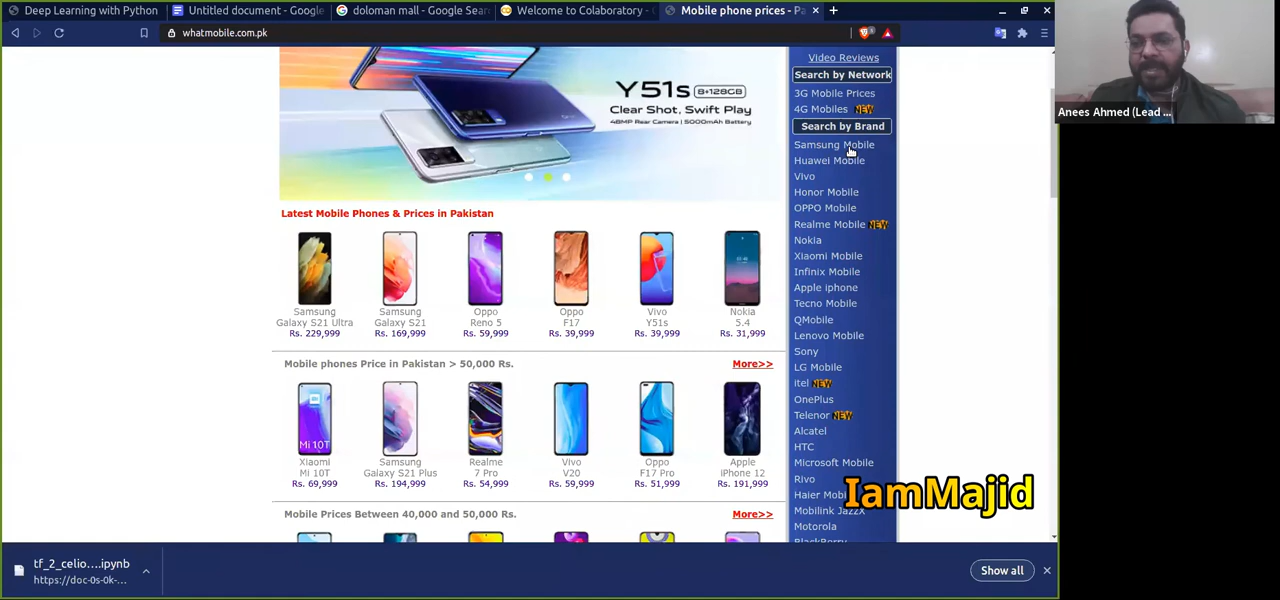 Deep Learning with Python
Untitled document - Google
doloman mall - Google Sear
Welcome to Colaboratory -
Mobile phone prices - Pa
whatmobile.com.pk
Anees Ahmed (Lead ...
Y51s 8+128GB
Clear Shot, Swift Play
48MP Rear Camera | 5000mAh Battery
Latest Mobile Phones & Prices in Pakistan
Samsung
Galaxy S21 Ultra
Rs. 229,999
Samsung
Galaxy S21
Rs. 169,999
Oppo
Reno 5
Rs. 59,999
Oppo
F17
Rs. 39,999
Vivo
Y51s
Rs. 39,999
Nokia
5.4
Rs. 31,999
Mobile phones Price in Pakistan > 50,000 Rs.
More>>
Mi 10T
Xiaomi
Mi 10T
Rs. 69,999
Samsung
Galaxy S21 Plus
Rs. 194,999
Realme
7 Pro
Rs. 54,999
Vivo
V20
Rs. 59,999
Oppo
F17 Pro
Rs. 51,999
Apple
iPhone 12
Rs. 191,999
Mobile Prices Between 40,000 and 50,000 Rs.
More>>
Video Reviews
Search by Network
3G Mobile Prices
4G Mobiles NEW
Search by Brand
Samsung Mobile
Huawei Mobile
Vivo
Honor Mobile
OPPO Mobile
Realme Mobile NEW
Nokia
Xiaomi Mobile
Infinix Mobile
Apple iphone
Tecno Mobile
QMobile
Lenovo Mobile
Sony
LG Mobile
Itel NEW
OnePlus
Telenor NEW
Alcatel
HTC
Microsoft Mobile
Rivo
Haier Mobi
Mobilink JazzX
Motorola
BlackBerry
IamMajid
tf_2_celio....ipynb
https://doc-0s-0k-...
Show all